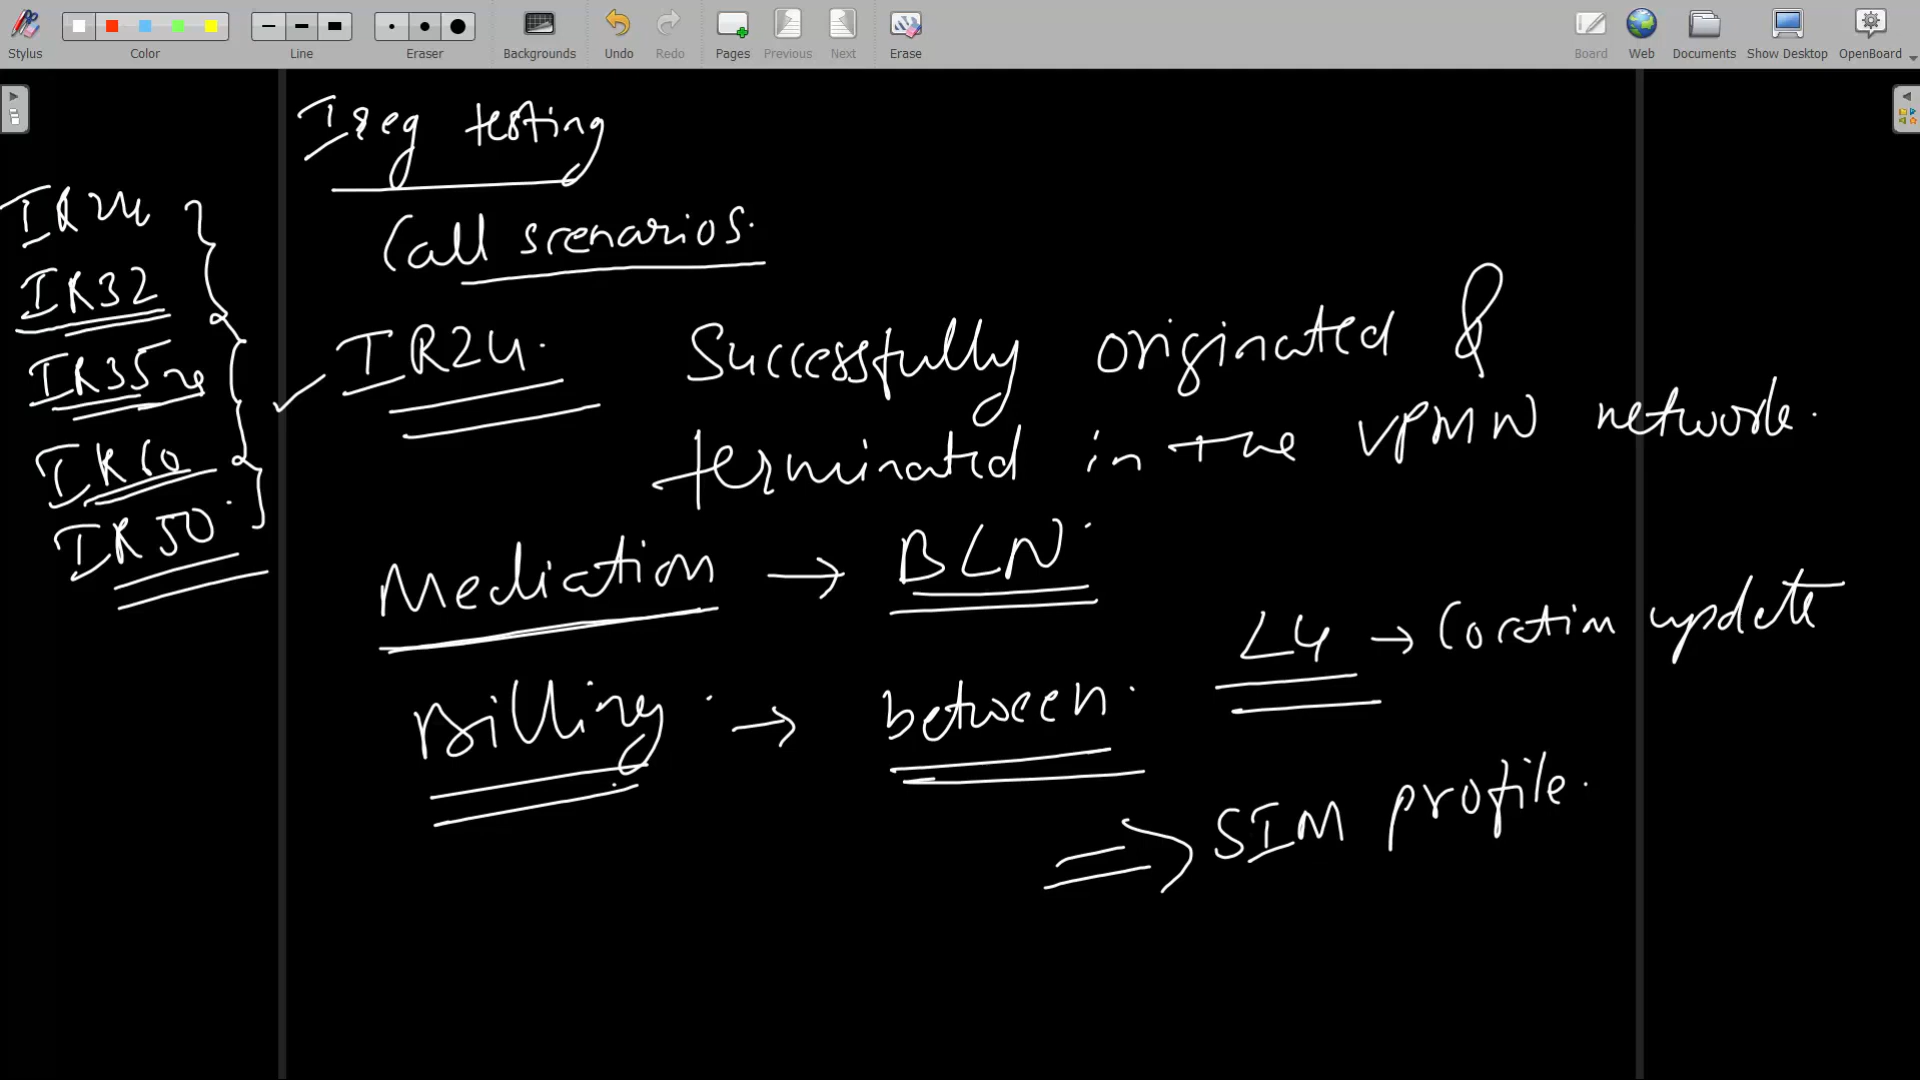 Stylus
Color
Line
Eraser
Backgrounds
Undo
Redo
Pages
Previous
Next
Erase
Board
Web
Documents
Show Desktop
OpenBoard
Ireg testing
Call scenarios.
IR24
IR32
IR35
IR60
IR50.
IR24. Successfully originated &
terminated in the VPMN network.
Mediation → BLN.
L4 → Location update
Billing. → between.
⇒ SIM profile.